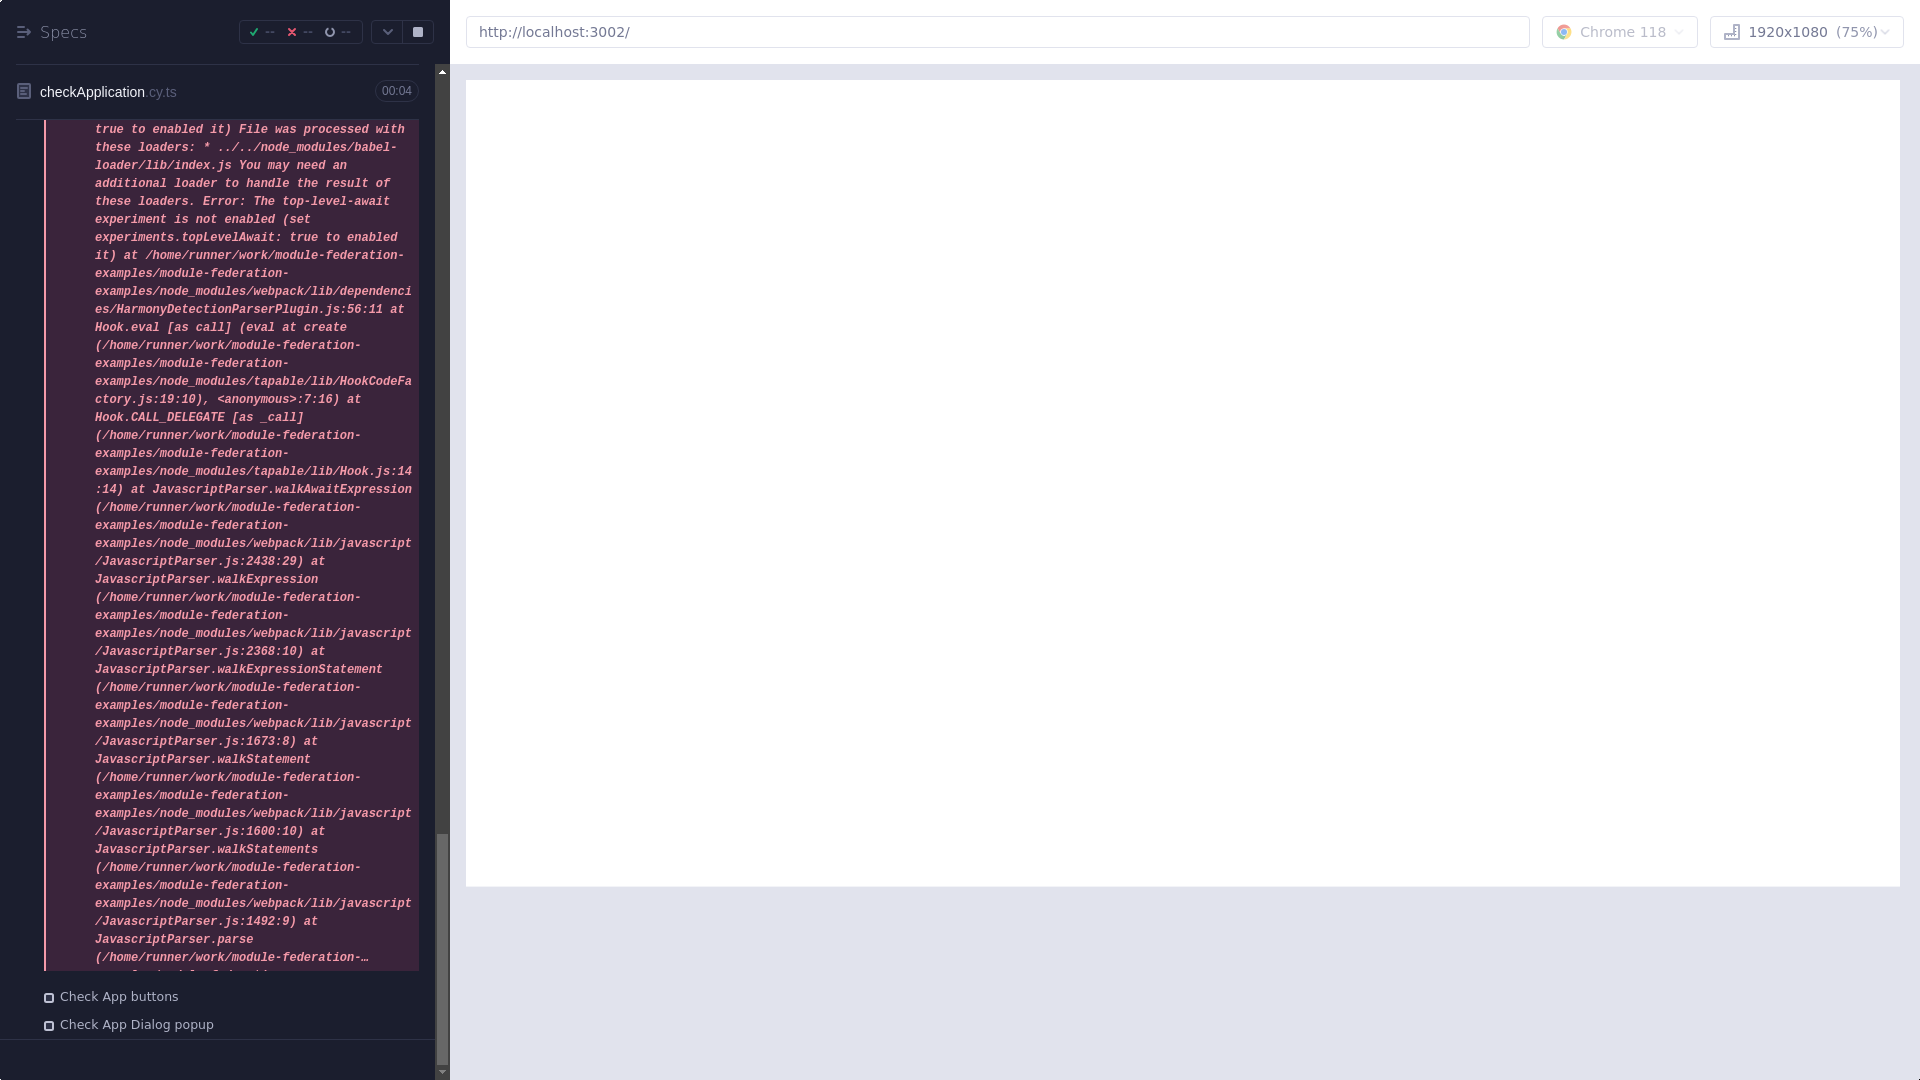 Specs
--
--
--
http://localhost:3002/
Chrome 118
1920x1080 (75%)
checkApplication.cy.ts
00:04
true to enabled it) File was processed with
these loaders: * ../../node_modules/babel-
loader/lib/index.js You may need an
additional loader to handle the result of
these loaders. Error: The top-level-await
experiment is not enabled (set
experiments.topLevelAwait: true to enabled
it) at /home/runner/work/module-federation-
examples/module-federation-
examples/node_modules/webpack/lib/dependenci
es/HarmonyDetectionParserPlugin.js:56:11 at
Hook.eval [as call] (eval at create
(/home/runner/work/module-federation-
examples/module-federation-
examples/node_modules/tapable/lib/HookCodeFa
ctory.js:19:10), <anonymous>:7:16) at
Hook.CALL_DELEGATE [as _call]
(/home/runner/work/module-federation-
examples/module-federation-
examples/node_modules/tapable/lib/Hook.js:14
:14) at JavascriptParser.walkAwaitExpression
(/home/runner/work/module-federation-
examples/module-federation-
examples/node_modules/webpack/lib/javascript
/JavascriptParser.js:2438:29) at
JavascriptParser.walkExpression
(/home/runner/work/module-federation-
examples/module-federation-
examples/node_modules/webpack/lib/javascript
/JavascriptParser.js:2368:10) at
JavascriptParser.walkExpressionStatement
(/home/runner/work/module-federation-
examples/module-federation-
examples/node_modules/webpack/lib/javascript
/JavascriptParser.js:1673:8) at
JavascriptParser.walkStatement
(/home/runner/work/module-federation-
examples/module-federation-
examples/node_modules/webpack/lib/javascript
/JavascriptParser.js:1600:10) at
JavascriptParser.walkStatements
(/home/runner/work/module-federation-
examples/module-federation-
examples/node_modules/webpack/lib/javascript
/JavascriptParser.js:1492:9) at
JavascriptParser.parse
(/home/runner/work/module-federation-…
Check App buttons
Check App Dialog popup